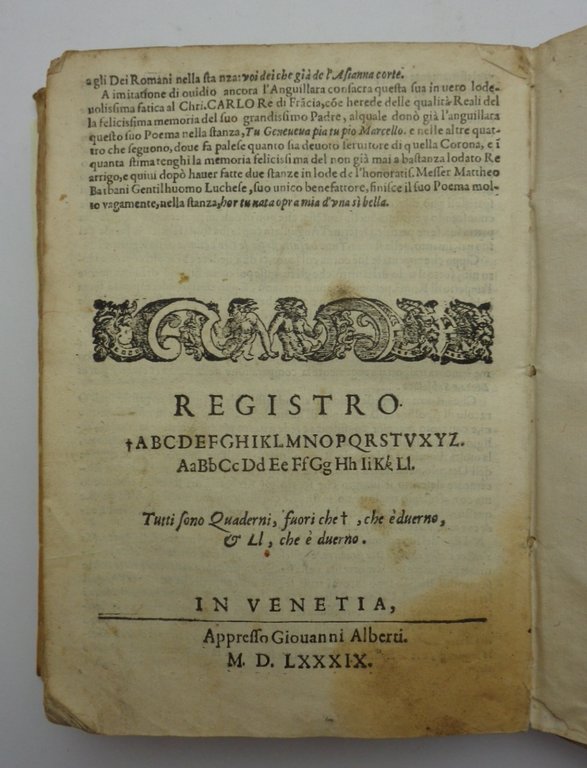 agli Dei Romani nella sta nza: voi dei che già de l'Asianna corte.
A imitatione di ouidio ancora l'Anguillara consacra questa sua in uero lode-
uolissima fatica al Chri. CARLO Re di Frãcia, cõe herede delle qualità Reali del
la felicissima memoria del suo grandissimo Padre, alquale donò già l'anguillara
questo suo Poema nella stanza, Tu Geneueua pia tu pio Marcello. e nelle altre quat-
tro che seguono, doue fa palese quanto sia deuoto seruitore di quella Corona, e i
quanta stima tenghi la memoria felicissima del non già mai a bastanza lodato Re
arrigo, e quiui dopò hauer fatte due stanze in lode de l'honoratis. Messer Mattheo
Balbani Gentilhuomo Luchese, suo unico benefattore, finisce il suo Poema mol-
to vagamente, nella stanza, hor tu nata opra mia d'vna sì bella.
REGISTRO.
†ABCDEFGHIKLMNOPQRSTVXYZ.
AaBbCcDdEeFfGgHhIiKkLl.
Tutti sono Quaderni, fuori che †, che è duerno,
& Ll, che è duerno.
IN VENETIA,
Appresso Giouanni Alberti.
M. D. LXXXIX.